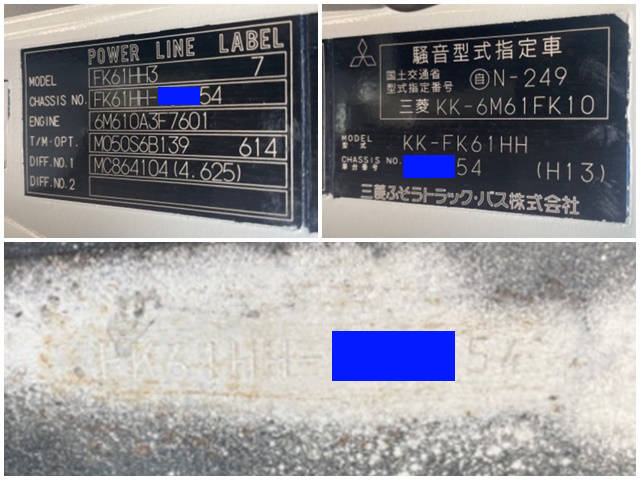 POWER LINE LABEL
MODEL FK61HH3 7
CHASSIS NO. FK61HH- 54
ENGINE 6M610A3F7601
T/M-OPT. M050S6B139 614
DIFF.NO.1 MC864104(4.625)
DIFF.NO.2
騒音型式指定車
国土交通省
型式指定番号 自N-249
三菱 KK-6M61FK10
MODEL
型式 KK-FK61HH
CHASSIS NO.
車台番号 54 (H13)
三菱ふそうトラック・バス株式会社
FK61HH- 54